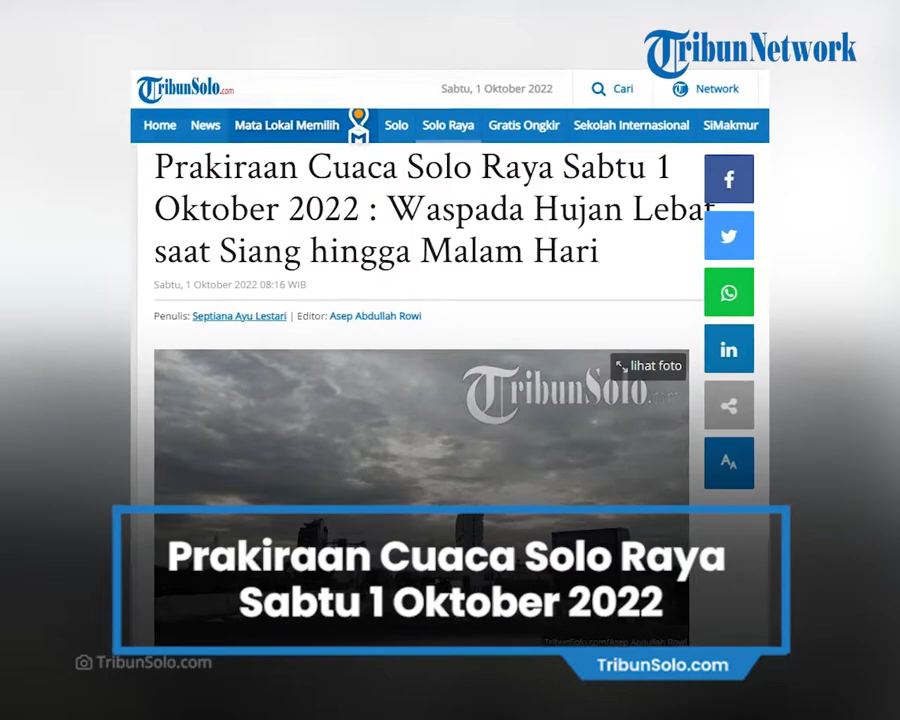 TribunNetwork
TribunSolo.com
Sabtu, 1 Oktober 2022
Cari
Network
Home News Mata Lokal Memilih Solo Solo Raya Gratis Ongkir Sekolah Internasional SiMakmur
Prakiraan Cuaca Solo Raya Sabtu 1
Oktober 2022 : Waspada Hujan Lebat
saat Siang hingga Malam Hari
Sabtu, 1 Oktober 2022 08:16 WIB
Penulis: Septiana Ayu Lestari | Editor: Asep Abdullah Rowi
lihat foto
TribunSolo.com
Prakiraan Cuaca Solo Raya
Sabtu 1 Oktober 2022
TribunSolo.com/Asep Abdullah Rowi
TribunSolo.com
TribunSolo.com